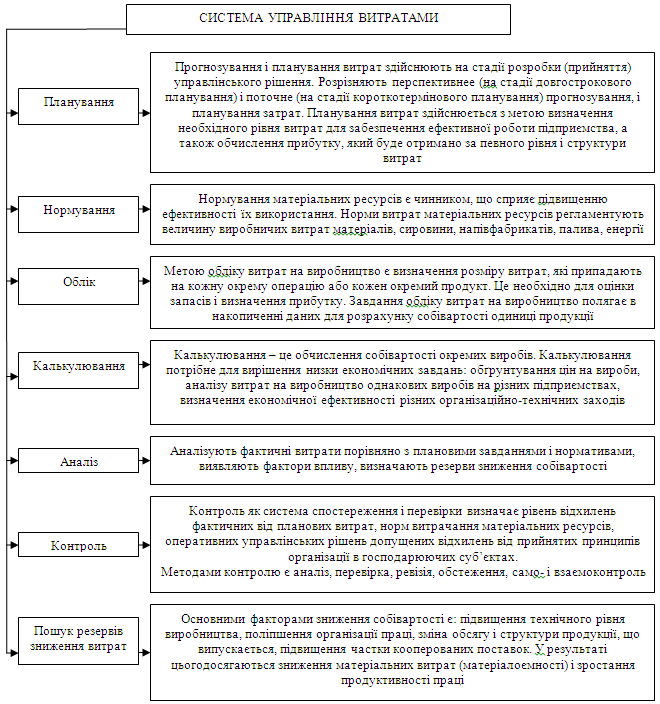 СИСТЕМА УПРАВЛІННЯ ВИТРАТАМИ
Планування
Прогнозування і планування витрат здійснюють на стадії розробки (прийняття)
управлінського рішення. Розрізняють перспективнее (на стадії довгострокового
планування) і поточне (на стадії короткотермінового планування) прогнозування, і
планування затрат. Планування витрат здійснюється з метою визначення
необхідного рівня витрат для забезпечення ефективної роботи підприємства, а
також обчислення прибутку, який буде отримано за певного рівня і структури
витрат
Нормування
Нормування матеріальних ресурсів є чинником, що сприяє підвищенню
ефективності їх використання. Норми витрат матеріальних ресурсів регламентують
величину виробничих витрат матеріалів, сировини, напівфабрикатів, палива, енергії
Облік
Метою обліку витрат на виробництво є визначення розміру витрат, які припадають
на кожну окрему операцію або кожен окремий продукт. Це необхідно для оцінки
запасів і визначення прибутку. Завдання обліку витрат на виробництво полягає в
накопиченні даних для розрахунку собівартості одиниці продукції
Калькулювання
Калькулювання – це обчислення собівартості окремих виробів. Калькулювання
потрібне для вирішення низки економічних завдань: обґрунтування цін на вироби,
аналізу витрат на виробництво однакових виробів на різних підприємствах,
визначення економічної ефективності різних організаційно-технічних заходів
Аналіз
Аналізують фактичні витрати порівняно з плановими завданнями і нормативами,
виявляють фактори впливу, визначають резерви зниження собівартості
Контроль
Контроль як система спостереження і перевірки визначає рівень відхилень
фактичних від планових витрат, норм витрачання матеріальних ресурсів,
оперативних управлінських рішень допущених відхилень від прийнятих принципів
організації в господарюючих суб’єктах.
Методами контролю є аналіз, перевірка, ревізія, обстеження, само- і взаємоконтроль
Пошук резервів
зниження витрат
Основними факторами зниження собівартості є: підвищення технічного рівня
виробництва, поліпшення організації праці, зміна обсягу і структури продукції, що
випускається, підвищення частки кооперованих поставок. У результаті
цьогодосягаються зниження матеріальних витрат (матеріалоємності) і зростання
продуктивності праці